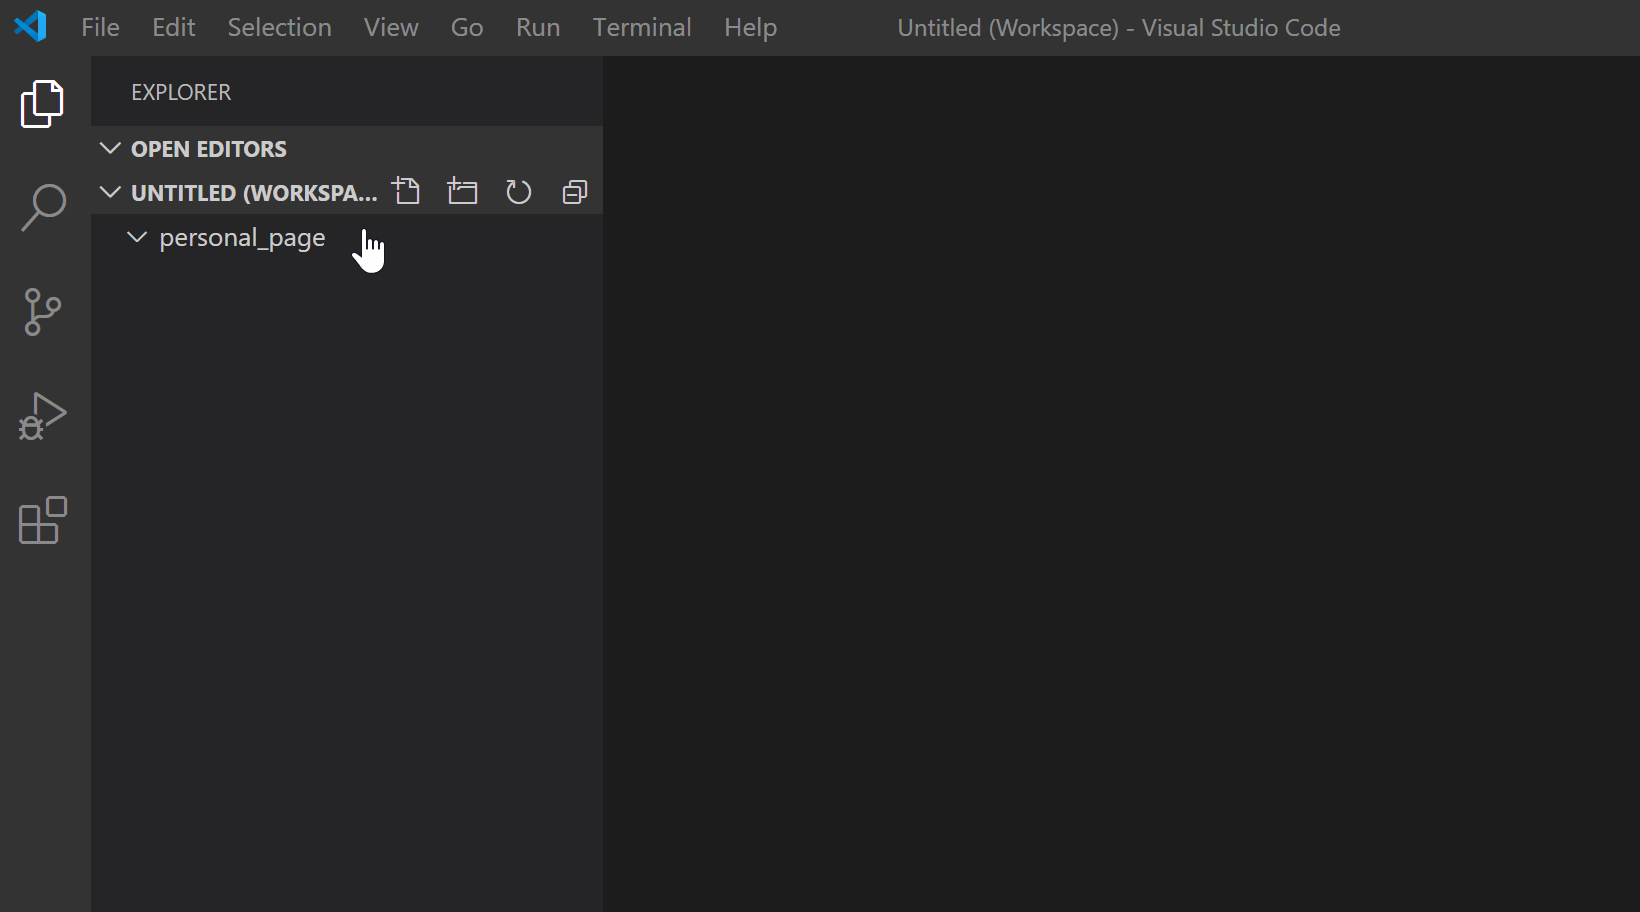 File Edit Selection View Go Run Terminal Help Untitled (Workspace) - Visual Studio Code
EXPLORER
OPEN EDITORS
UNTITLED (WORKSPA...
personal_page